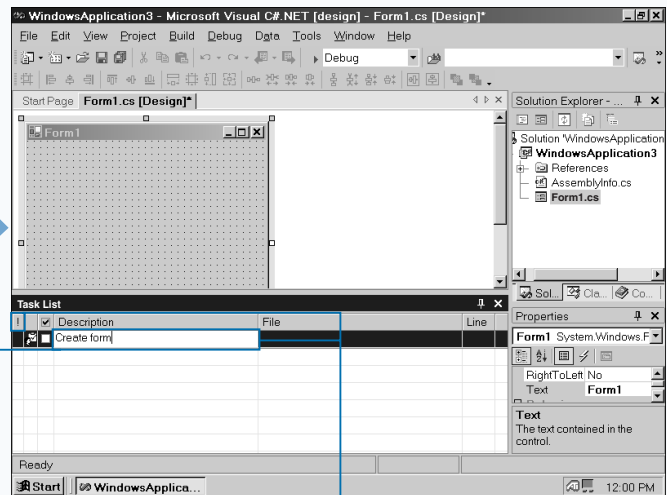 WindowsApplication3 - Microsoft Visual C#.NET [design] - Form1.cs [Design]*
File Edit View Project Build Debug Data Tools Window Help
Debug
Start Page Form1.cs [Design]*
Form1
Solution Explorer - ...
Solution 'WindowsApplication
WindowsApplication3
References
AssemblyInfo.cs
Form1.cs
Sol... Cla... Co...
Task List
! Description File Line
Create form
Properties
Form1 System.Windows.F
RightToLeft No
Text Form1
Text
The text contained in the
control.
Ready
Start WindowsApplica... 12:00 PM